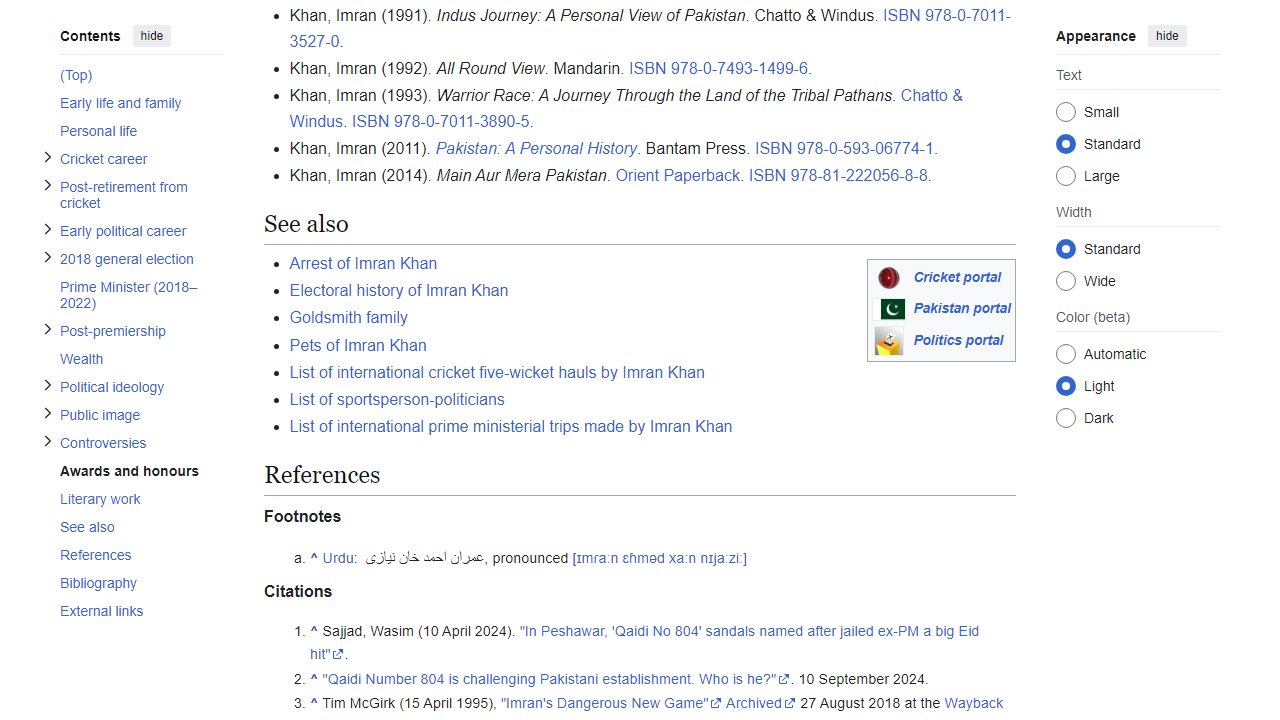 Contents hide
(Top)
Early life and family
Personal life
Cricket career
Post-retirement from
cricket
Early political career
2018 general election
Prime Minister (2018–
2022)
Post-premiership
Wealth
Political ideology
Public image
Controversies
Awards and honours
Literary work
See also
References
Bibliography
External links
Khan, Imran (1991). Indus Journey: A Personal View of Pakistan. Chatto & Windus. ISBN 978-0-7011-
3527-0.
Khan, Imran (1992). All Round View. Mandarin. ISBN 978-0-7493-1499-6.
Khan, Imran (1993). Warrior Race: A Journey Through the Land of the Tribal Pathans. Chatto &
Windus. ISBN 978-0-7011-3890-5.
Khan, Imran (2011). Pakistan: A Personal History. Bantam Press. ISBN 978-0-593-06774-1.
Khan, Imran (2014). Main Aur Mera Pakistan. Orient Paperback. ISBN 978-81-222056-8-8.
See also
Arrest of Imran Khan
Electoral history of Imran Khan
Goldsmith family
Pets of Imran Khan
List of international cricket five-wicket hauls by Imran Khan
List of sportsperson-politicians
List of international prime ministerial trips made by Imran Khan
Cricket portal
Pakistan portal
Politics portal
References
Footnotes
a. ^ Urdu: عمران احمد خان نیازی, pronounced [ɪmraːn ɛɦməd xaːn nɪjaːziː]
Citations
1. ^ Sajjad, Wasim (10 April 2024). "In Peshawar, 'Qaidi No 804' sandals named after jailed ex-PM a big Eid
hit".
2. ^ "Qaidi Number 804 is challenging Pakistani establishment. Who is he?". 10 September 2024.
3. ^ Tim McGirk (15 April 1995), "Imran's Dangerous New Game" Archived 27 August 2018 at the Wayback
Appearance hide
Text
Small
Standard
Large
Width
Standard
Wide
Color (beta)
Automatic
Light
Dark